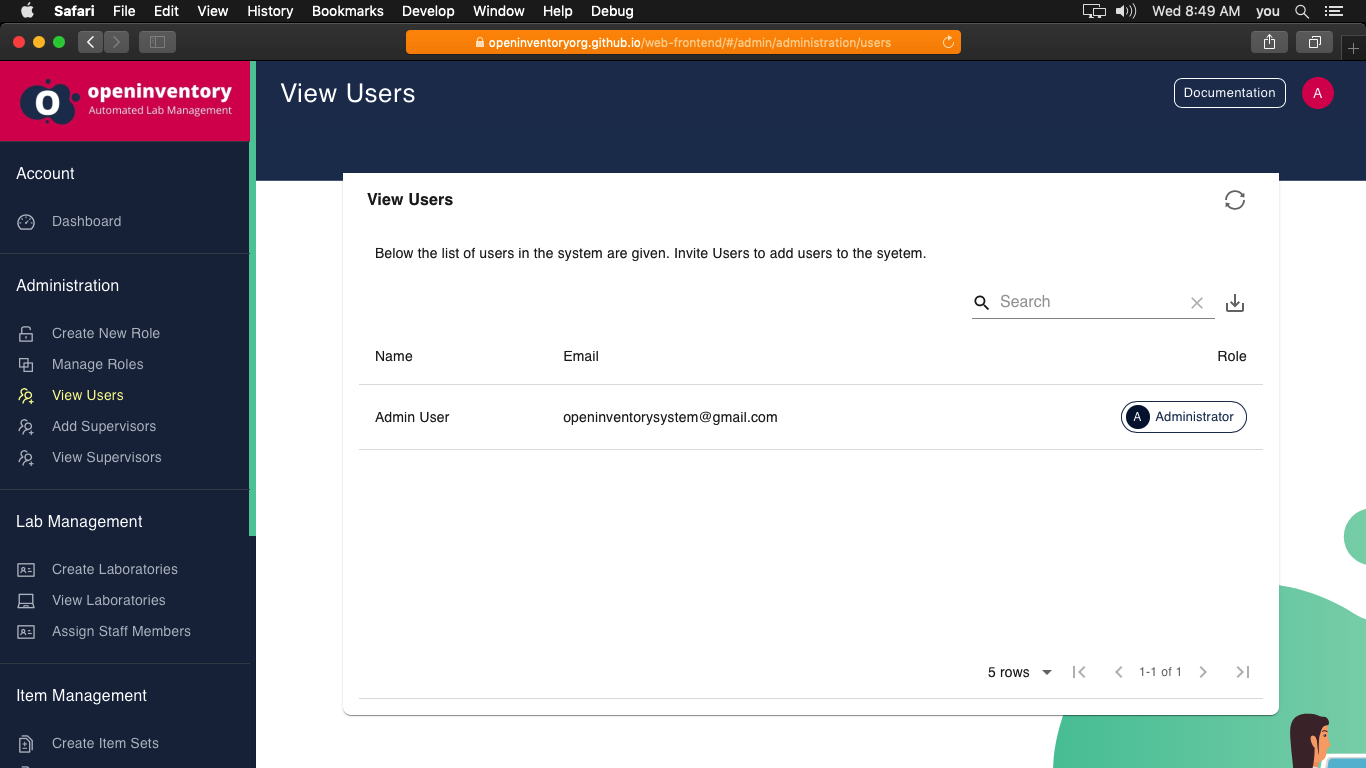 Safari File Edit View History Bookmarks Develop Window Help Debug Wed 8:49 AM you
openinventoryorg.github.io/web-frontend/#/admin/administration/users
openinventory
Automated Lab Management
View Users
Documentation
A
Account
Dashboard
Administration
Create New Role
Manage Roles
View Users
Add Supervisors
View Supervisors
Lab Management
Create Laboratories
View Laboratories
Assign Staff Members
Item Management
Create Item Sets
View Users
Below the list of users in the system are given. Invite Users to add users to the syetem.
Search
Name Email Role
Admin User openinventorysystem@gmail.com A Administrator
5 rows 1-1 of 1